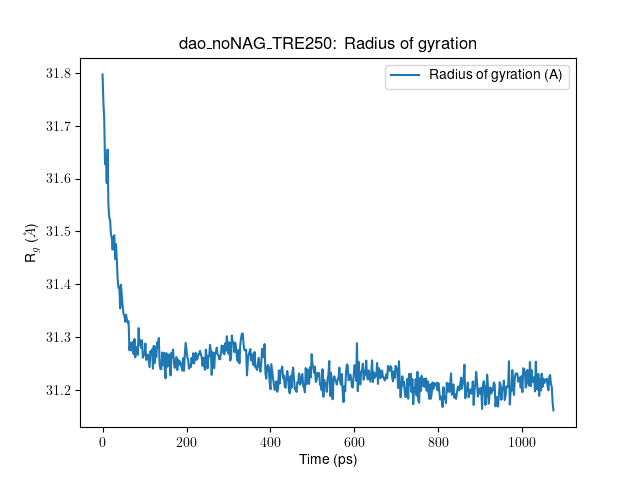 dao_noNAG_TRE250: Radius of gyration
Radius of gyration (A)
31.8
31.7
31.6
31.5
31.4
31.3
31.2
R_g (Å)
0 200 400 600 800 1000
Time (ps)